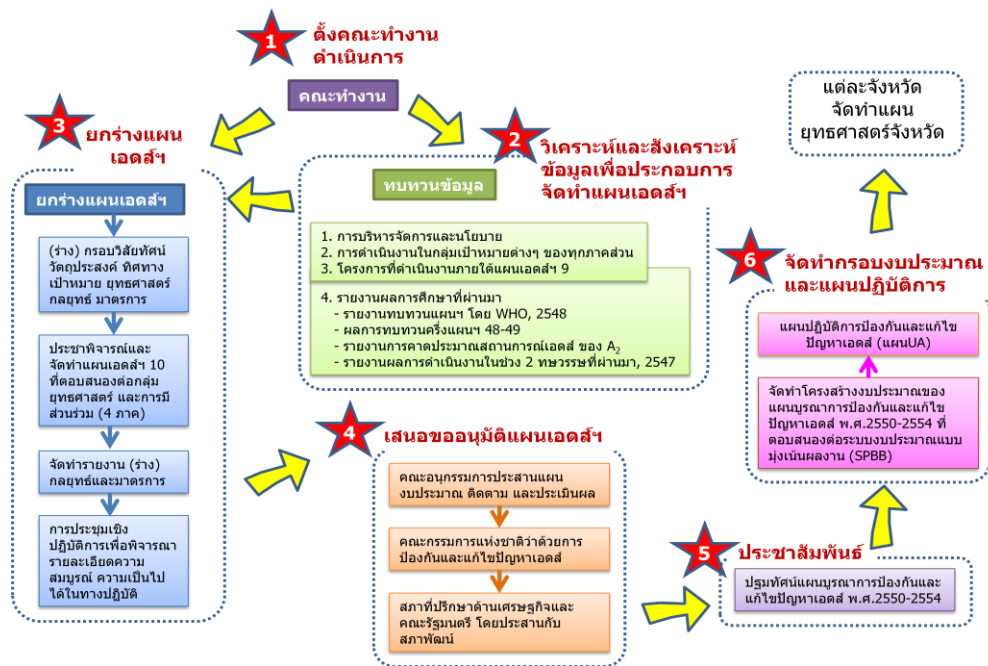 1
ตั้งคณะทำงาน
ดำเนินการ
คณะทำงาน
2
วิเคราะห์และสังเคราะห์
ข้อมูลเพื่อประกอบการ
จัดทำแผนเอดส์ฯ
ทบทวนข้อมูล
1. การบริหารจัดการและนโยบาย
2. การดำเนินงานในกลุ่มเป้าหมายต่างๆ ของทุกภาคส่วน
3. โครงการที่ดำเนินงานภายใต้แผนเอดส์ฯ 9
4. รายงานผลการศึกษาที่ผ่านมา
- รายงานทบทวนแผนฯ โดย WHO, 2548
- ผลการทบทวนครึ่งแผนฯ 48-49
- รายงานการคาดประมาณสถานการณ์เอดส์ ของ A2
- รายงานผลการดำเนินงานในช่วง 2 ทษวรรษที่ผ่านมา, 2547
3
ยกร่างแผน
เอดส์ฯ
ยกร่างแผนเอดส์ฯ
(ร่าง) กรอบวิสัยทัศน์
วัตถุประสงค์ ทิศทาง
เป้าหมาย ยุทธศาสตร์
กลยุทธ์ มาตรการ
ประชาพิจารณ์และ
จัดทำแผนเอดส์ฯ 10
ที่ตอบสนองต่อกลุ่ม
ยุทธศาสตร์ และการมี
ส่วนร่วม (4 ภาค)
จัดทำรายงาน (ร่าง)
กลยุทธ์และมาตรการ
การประชุมเชิง
ปฏิบัติการเพื่อพิจารณา
รายละเอียดความ
สมบูรณ์ ความเป็นไป
ได้ในทางปฏิบัติ
4
เสนอขออนุมัติแผนเอดส์ฯ
คณะอนุกรรมการประสานแผน
งบประมาณ ติดตาม และประเมินผล
คณะกรรมการแห่งชาติว่าด้วยการ
ป้องกันและแก้ไขปัญหาเอดส์
สภาที่ปรึกษาด้านเศรษฐกิจและ
คณะรัฐมนตรี โดยประสานกับ
สภาพัฒน์
5
ประชาสัมพันธ์
ปฐมทัศน์แผนบูรณาการป้องกันและ
แก้ไขปัญหาเอดส์ พ.ศ.2550-2554
6
จัดทำกรอบงบประมาณ
และแผนปฏิบัติการ
แผนปฏิบัติการป้องกันและแก้ไข
ปัญหาเอดส์ (แผนUA)
จัดทำโครงสร้างงบประมาณของ
แผนบูรณาการป้องกันและแก้ไข
ปัญหาเอดส์ พ.ศ.2550-2554 ที่
ตอบสนองต่อระบบงบประมาณแบบ
มุ่งเน้นผลงาน (SPBB)
แต่ละจังหวัด
จัดทำแผน
ยุทธศาสตร์จังหวัด